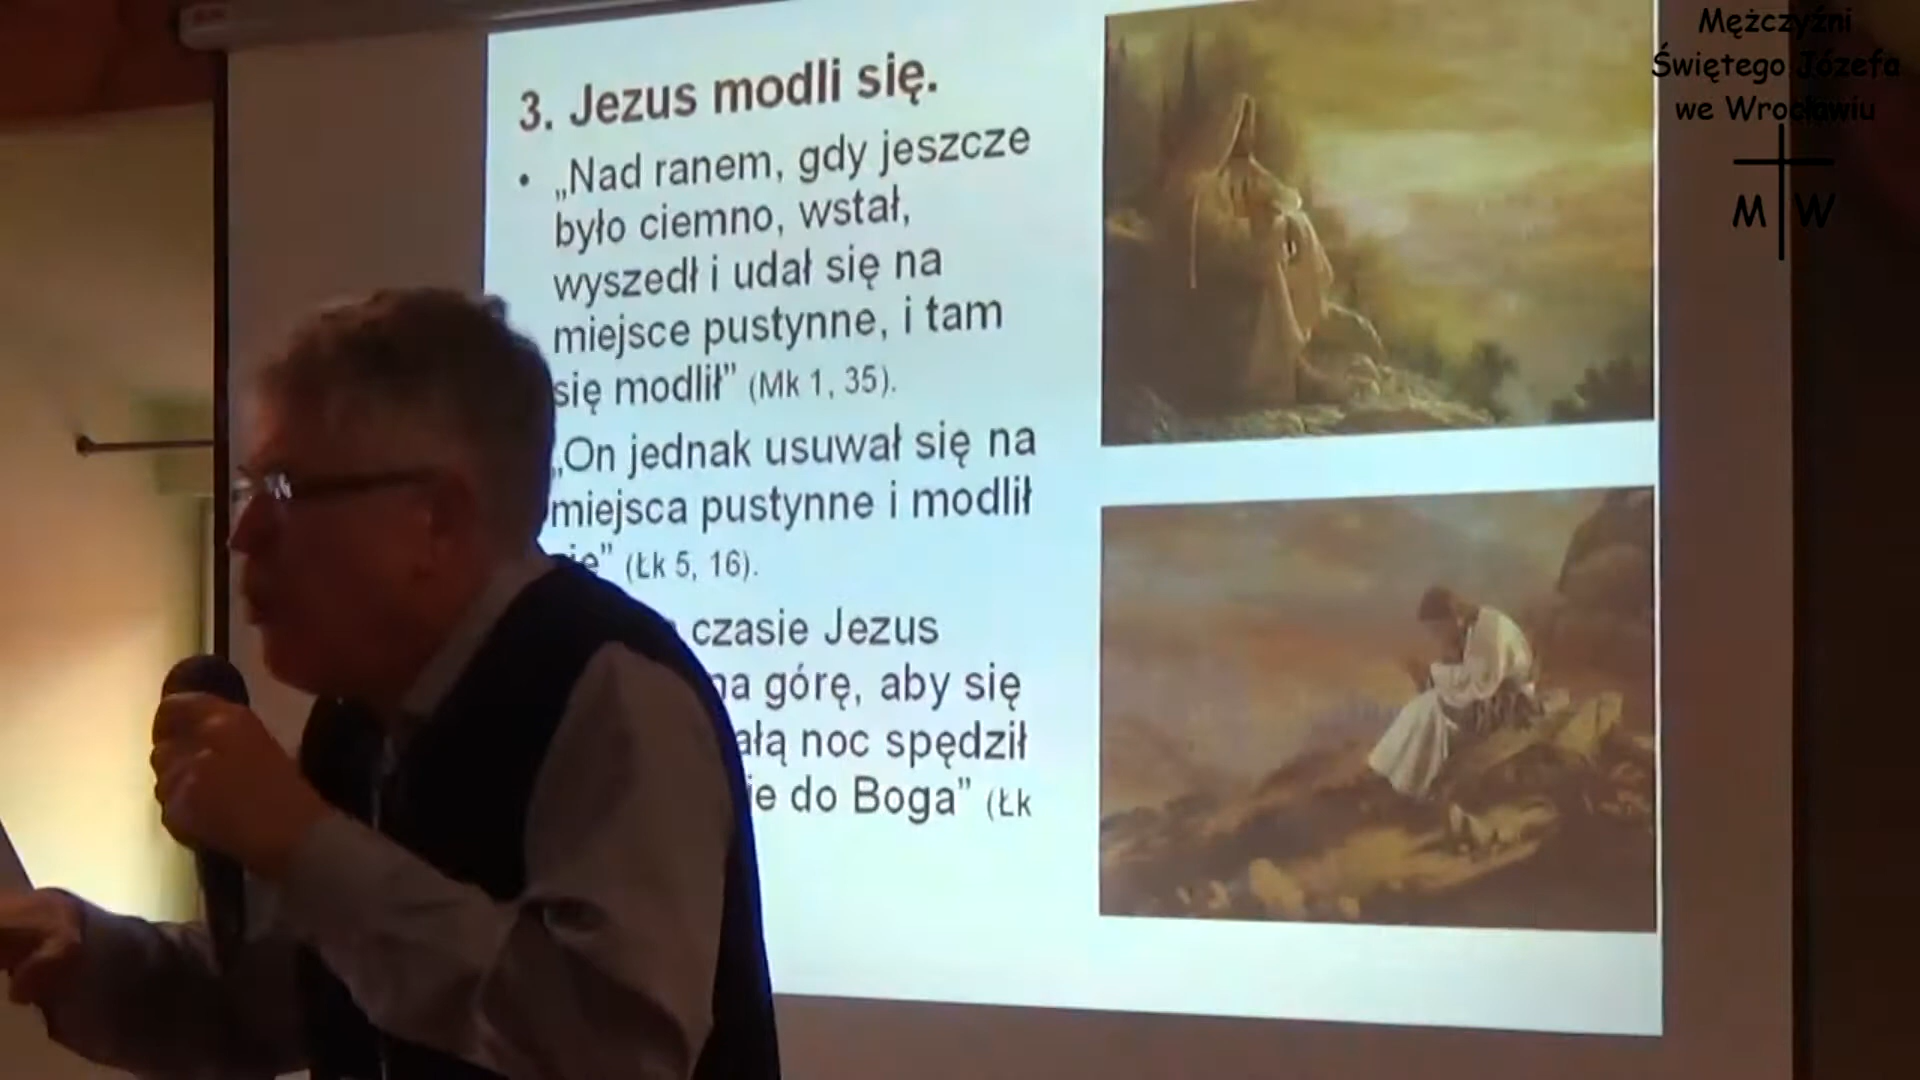 3. Jezus modli się.
• „Nad ranem, gdy jeszcze
było ciemno, wstał,
wyszedł i udał się na
miejsce pustynne, i tam
się modlił” (Mk 1, 35).
„On jednak usuwał się na
miejsca pustynne i modlił
(Łk 5, 16).
czasie Jezus
na górę, aby się
noc spędził
do Boga” (Łk
Mężczyźni
Świętego Józefa
we Wrocławiu
M W